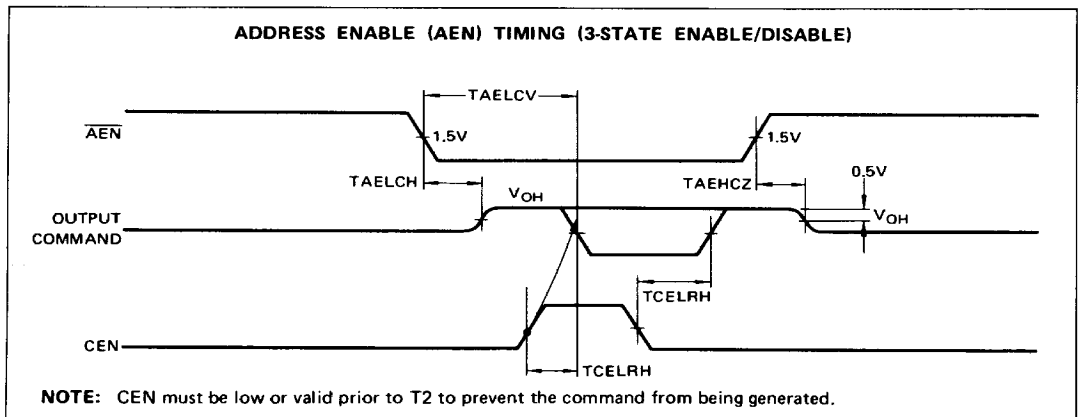 ADDRESS ENABLE (AEN) TIMING (3-STATE ENABLE/DISABLE)
TAELCV
AEN
1.5V
1.5V
TAELCH
VOH
TAEHCZ
0.5V
VOH
OUTPUT
COMMAND
TCELRH
CEN
TCELRH
NOTE: CEN must be low or valid prior to T2 to prevent the command from being generated.